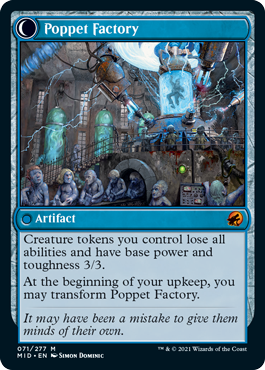 Poppet Factory
Artifact
Creature tokens you control lose all
abilities and have base power and
toughness 3/3.
At the beginning of your upkeep, you
may transform Poppet Factory.
It may have been a mistake to give them
minds of their own.
071/277 M
MID • EN SIMON DOMINIC
™ & © 2021 Wizards of the Coast